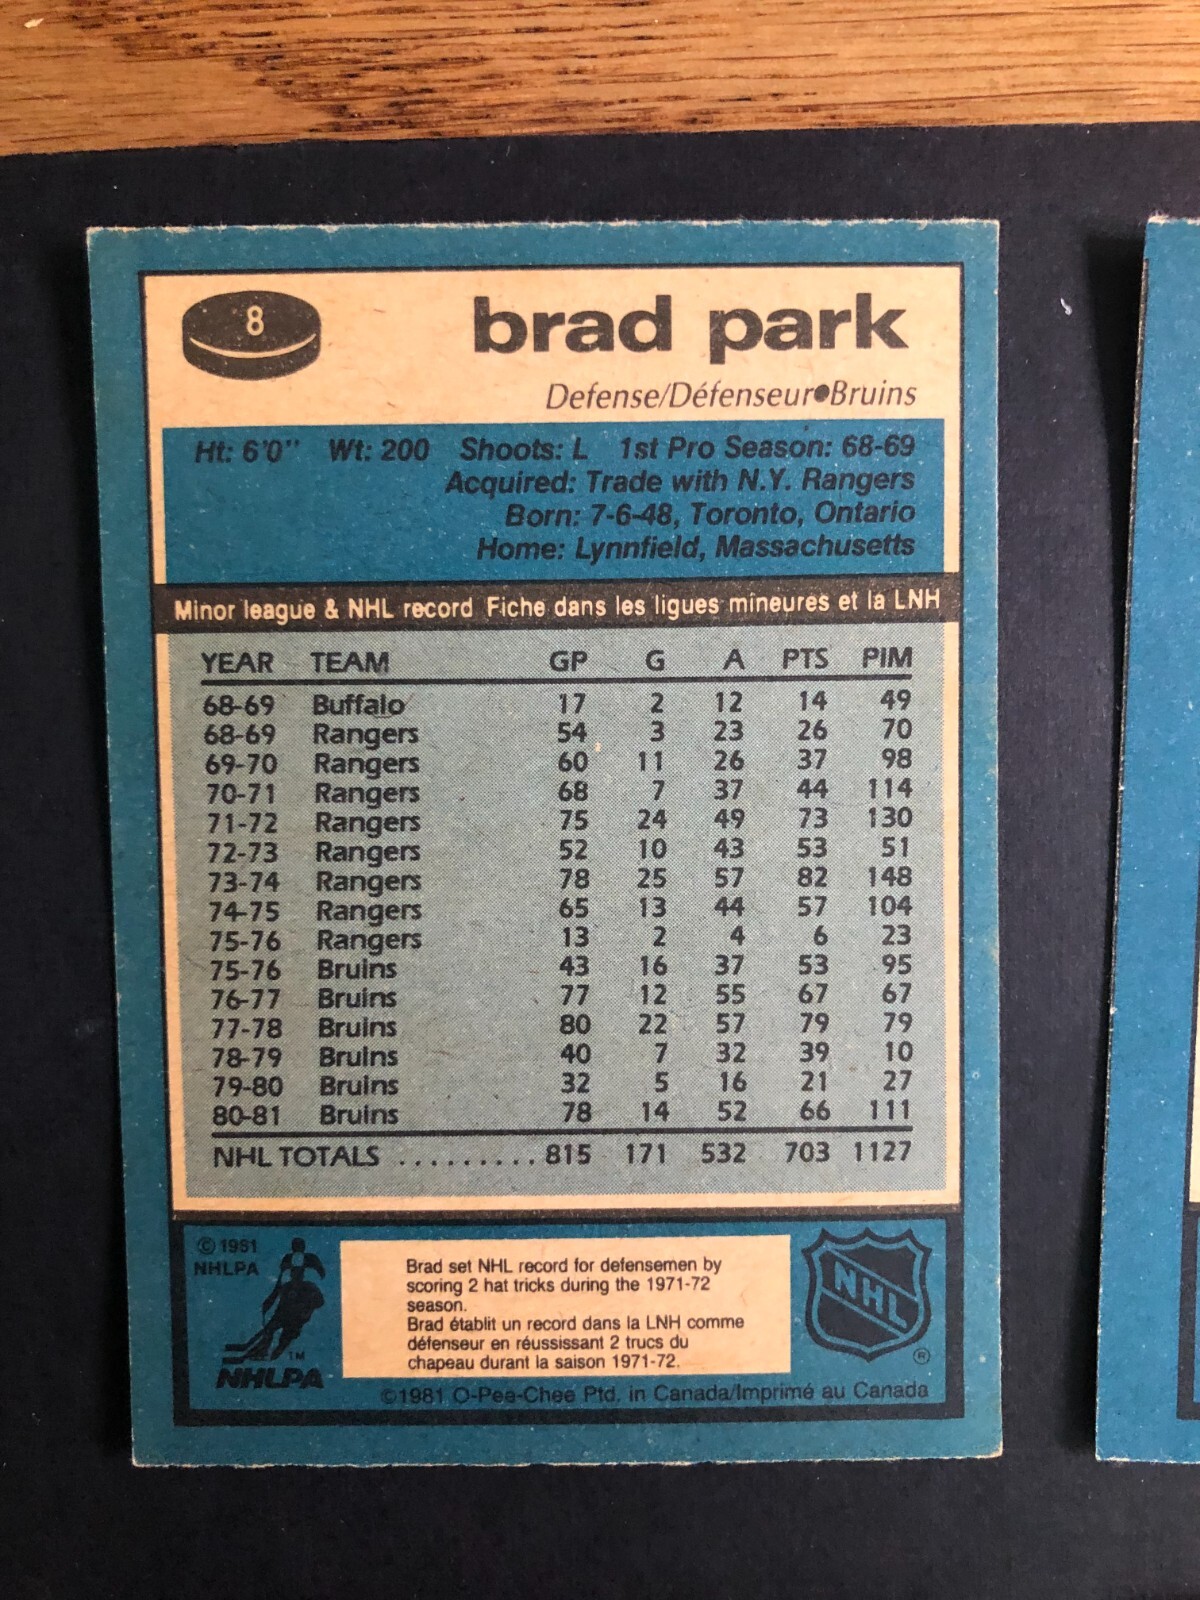 8
brad park
Defense/Défenseur●Bruins
Ht: 6'0" Wt: 200 Shoots: L 1st Pro Season: 68-69
Acquired: Trade with N.Y. Rangers
Born: 7-6-48, Toronto, Ontario
Home: Lynnfield, Massachusetts
Minor league & NHL record Fiche dans les ligues mineures et la LNH
YEAR TEAM GP G A PTS PIM
68-69 Buffalo 17 2 12 14 49
68-69 Rangers 54 3 23 26 70
69-70 Rangers 60 11 26 37 98
70-71 Rangers 68 7 37 44 114
71-72 Rangers 75 24 49 73 130
72-73 Rangers 52 10 43 53 51
73-74 Rangers 78 25 57 82 148
74-75 Rangers 65 13 44 57 104
75-76 Rangers 13 2 4 6 23
75-76 Bruins 43 16 37 53 95
76-77 Bruins 77 12 55 67 67
77-78 Bruins 80 22 57 79 79
78-79 Bruins 40 7 32 39 10
79-80 Bruins 32 5 16 21 27
80-81 Bruins 78 14 52 66 111
NHL TOTALS .......... 815 171 532 703 1127
© 1981
NHLPA
TM
NHLPA
Brad set NHL record for defensemen by
scoring 2 hat tricks during the 1971-72
season.
Brad établit un record dans la LNH comme
défenseur en réussissant 2 trucs du
chapeau durant la saison 1971-72.
NHL
®
©1981 O-Pee-Chee Ptd. in Canada/Imprimé au Canada